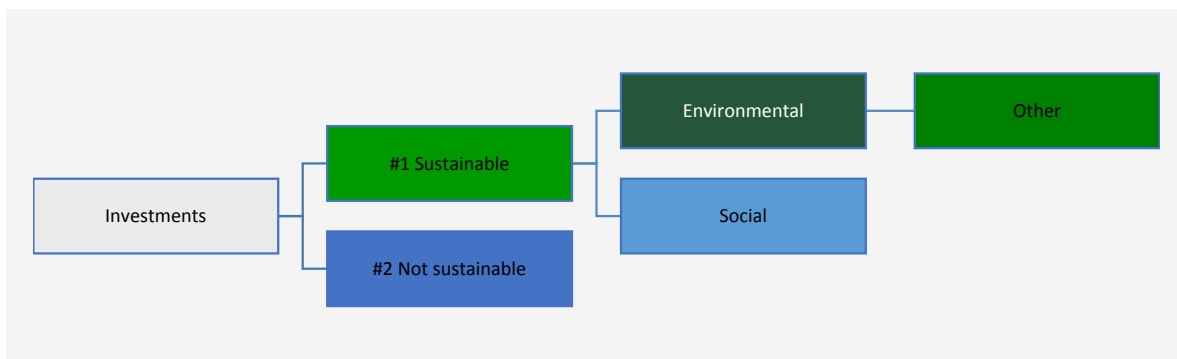 Investments
#1 Sustainable
#2 Not sustainable
Environmental
Social
Other